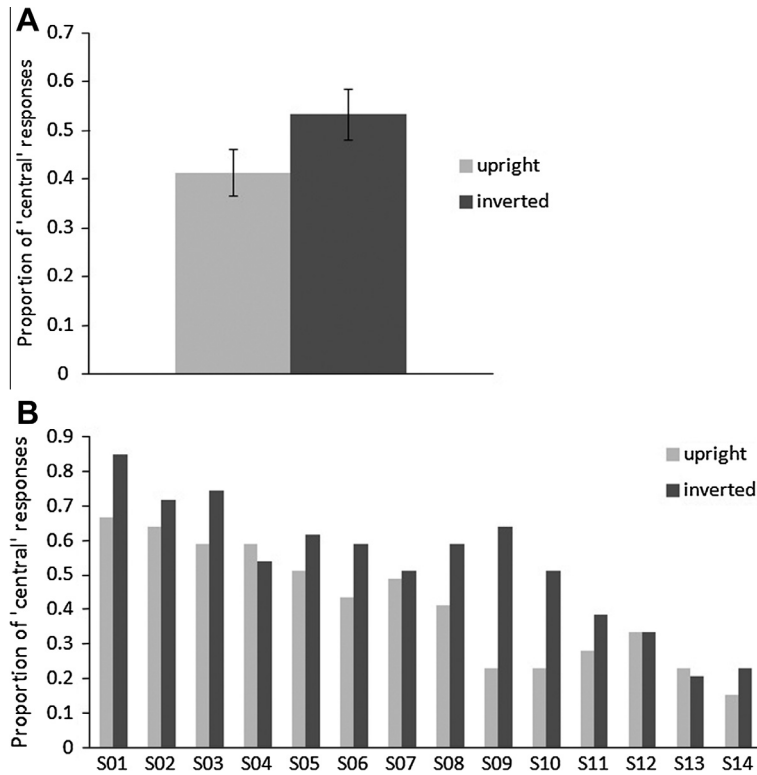 A
Proportion of 'central' responses
0.7
0.6
0.5
0.4
0.3
0.2
0.1
0
upright
inverted
B
Proportion of 'central' responses
0.9
0.8
0.7
0.6
0.5
0.4
0.3
0.2
0.1
0
upright
inverted
S01 S02 S03 S04 S05 S06 S07 S08 S09 S10 S11 S12 S13 S14